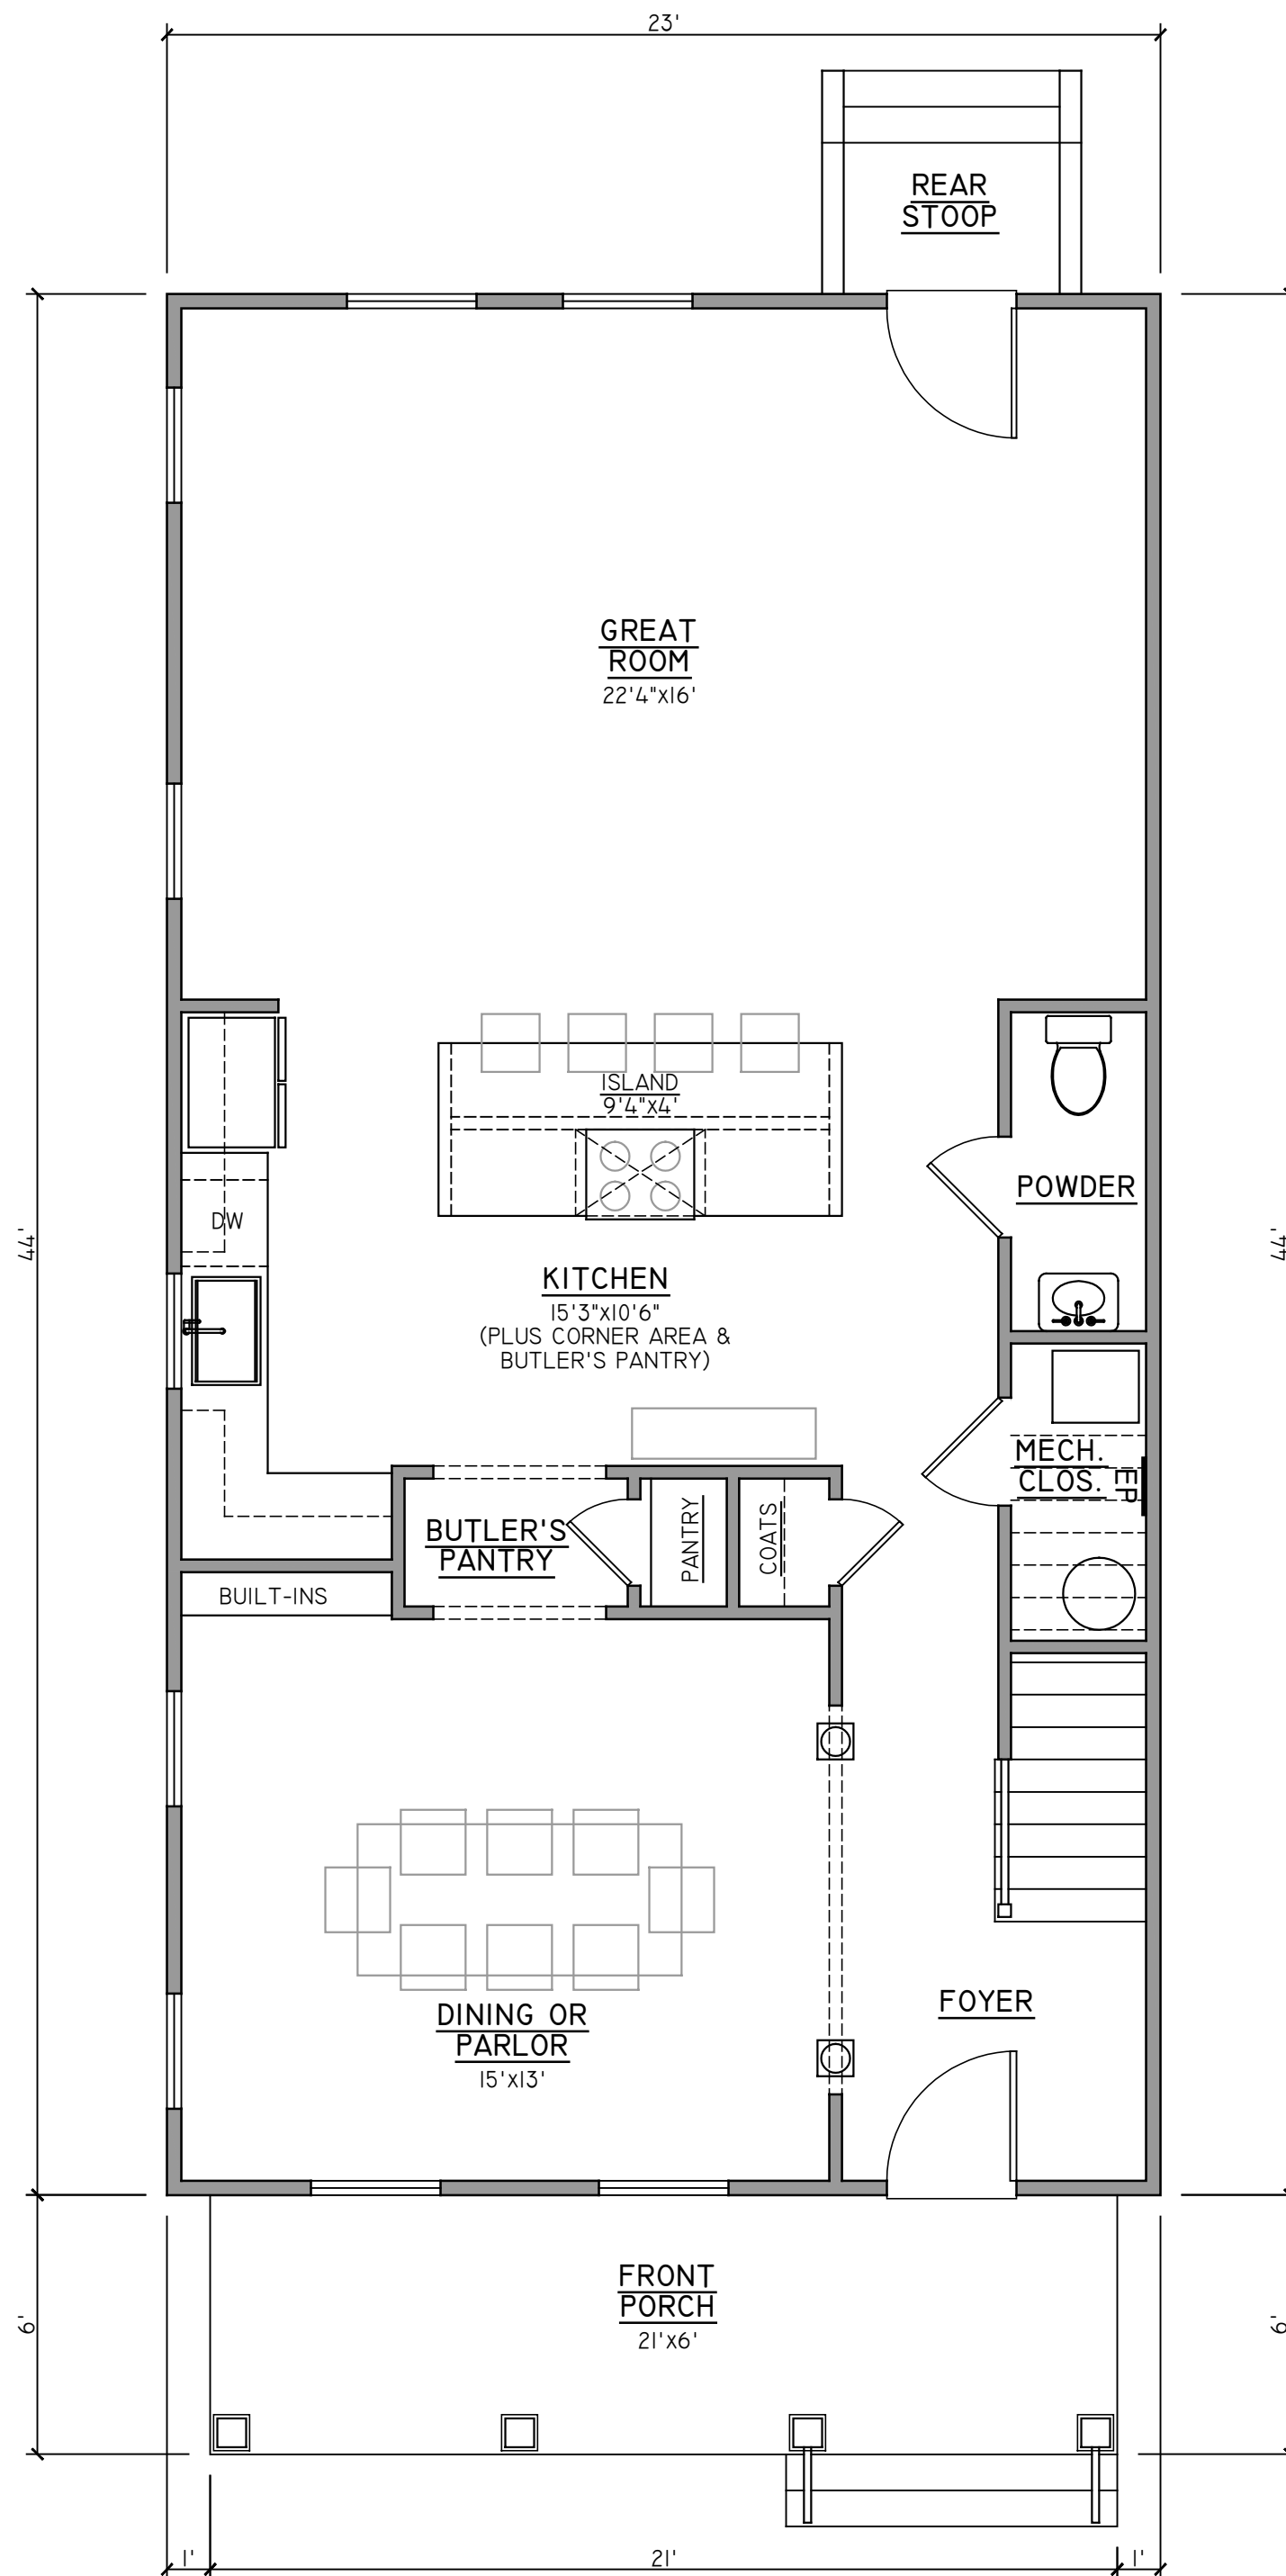 23'
REAR
STOOP
GREAT
ROOM
22'4"x16'
ISLAND
9'4"x4'
POWDER
DW
44'
44'
KITCHEN
15'3"x10'6"
(PLUS CORNER AREA &
BUTLER'S PANTRY)
MECH.
CLOS.
EP
BUTLER'S
PANTRY
PANTRY
COATS
BUILT-INS
FOYER
DINING OR
PARLOR
15'x13'
FRONT
PORCH
21'x6'
6'
6'
1'
21'
1'